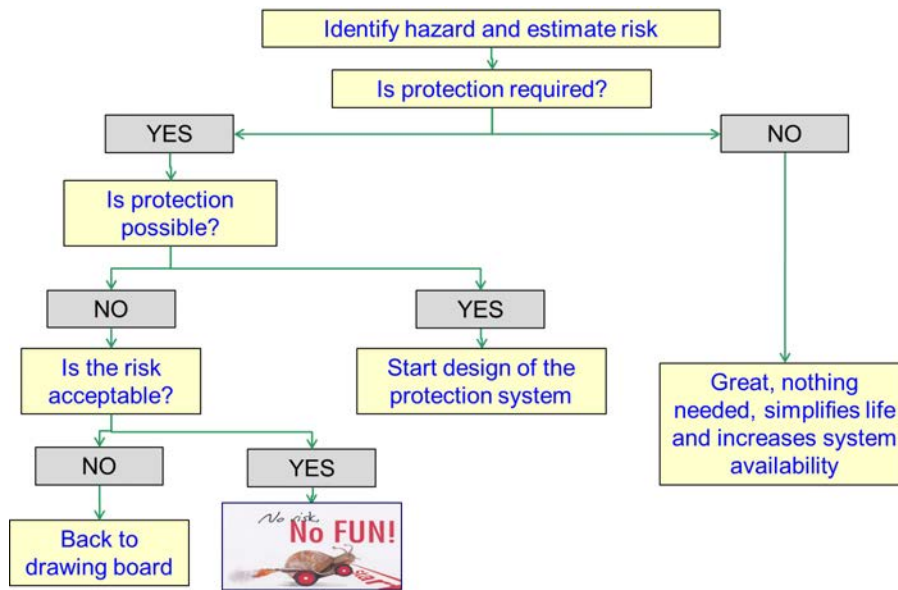 Identify hazard and estimate risk
Is protection required?
YES
NO
Is protection
possible?
NO
YES
Is the risk
acceptable?
Start design of the
protection system
Great, nothing
needed, simplifies life
and increases system
availability
NO
YES
Back to
drawing board
No risk,
No FUN!
start